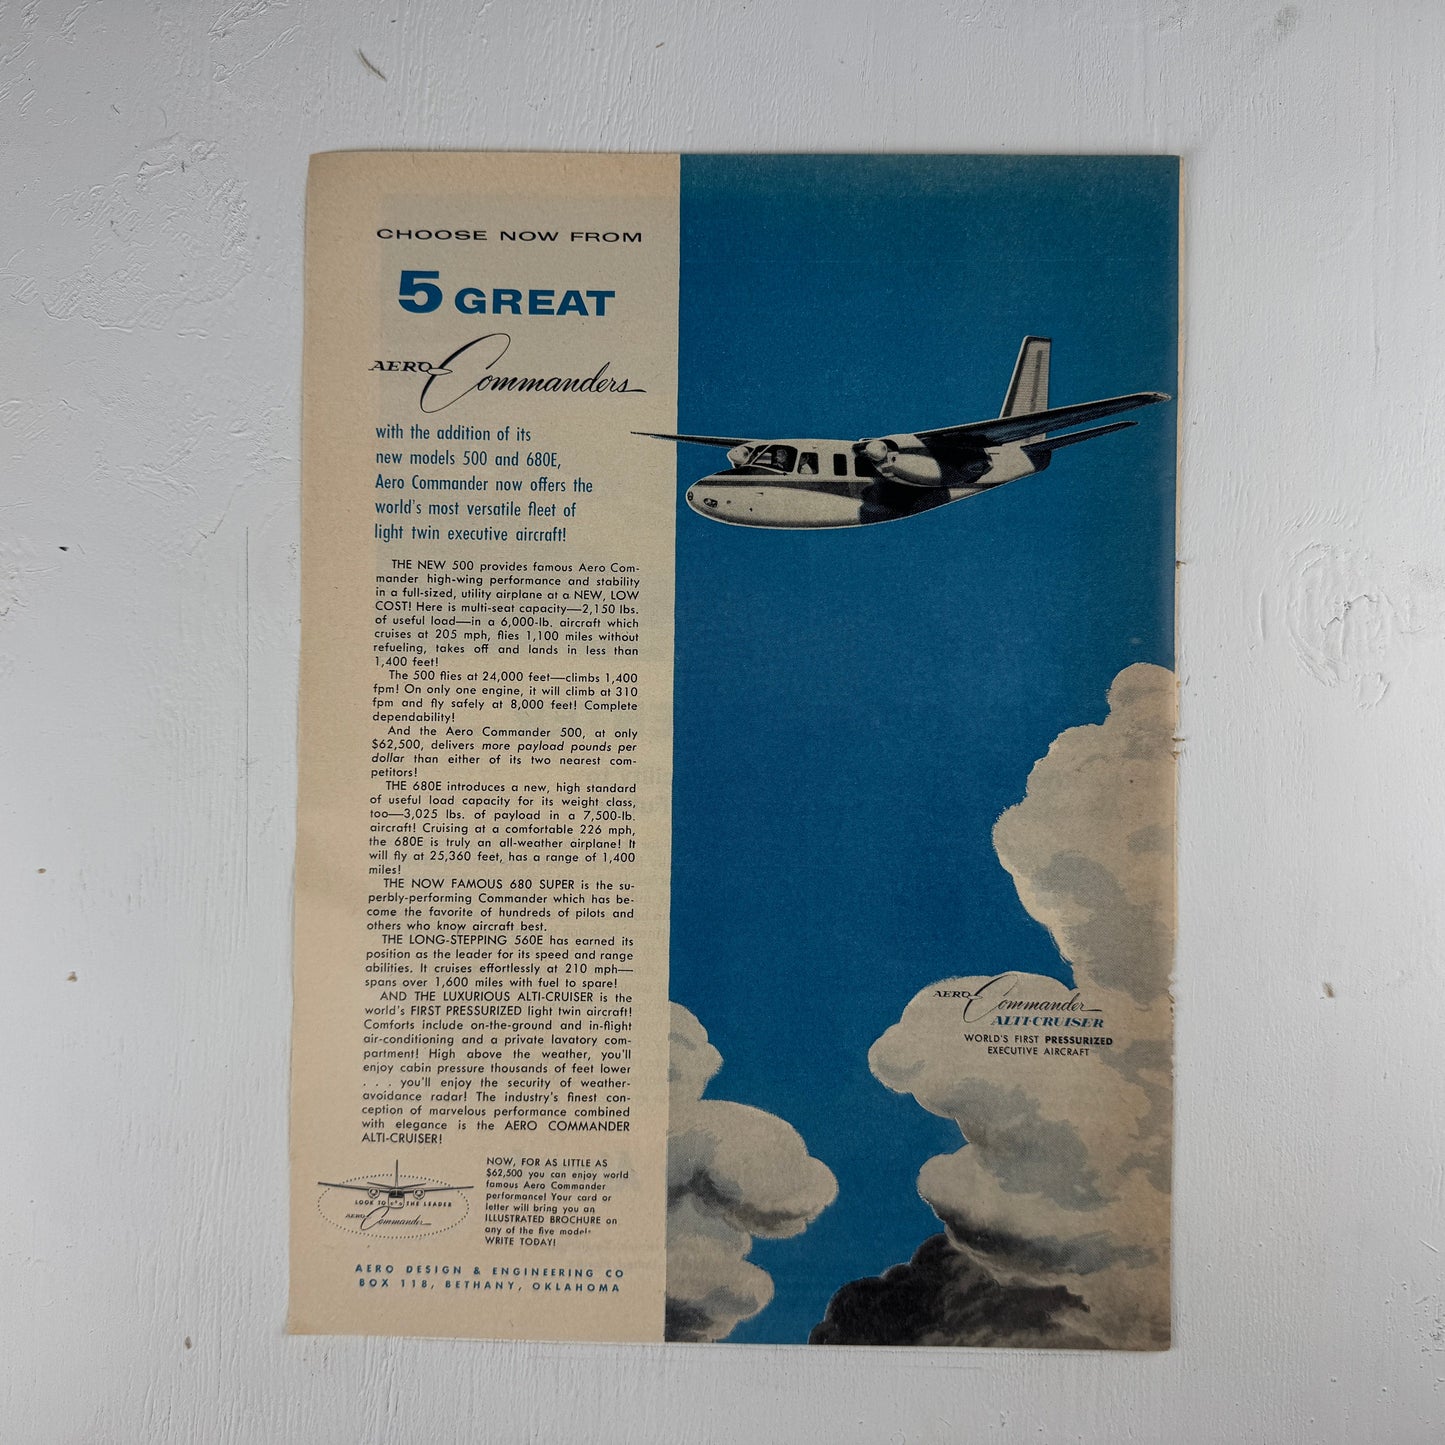 CHOOSE NOW FROM
5 GREAT
AERO Commanders
with the addition of its
new models 500 and 680E,
Aero Commander now offers the
world's most versatile fleet of
light twin executive aircraft!
THE NEW 500 provides famous Aero Com-
mander high-wing performance and stability
in a full-sized, utility airplane at a NEW, LOW
COST! Here is multi-seat capacity—2,150 lbs.
of useful load—in a 6,000-lb. aircraft which
cruises at 205 mph, flies 1,100 miles without
refueling, takes off and lands in less than
1,400 feet!
The 500 flies at 24,000 feet—climbs 1,400
fpm! On only one engine, it will climb at 310
fpm and fly safely at 8,000 feet! Complete
dependability!
And the Aero Commander 500, at only
$62,500, delivers more payload pounds per
dollar than either of its two nearest com-
petitors!
THE 680E introduces a new, high standard
of useful load capacity for its weight class,
too—3,025 lbs. of payload in a 7,500-lb.
aircraft! Cruising at a comfortable 226 mph,
the 680E is truly an all-weather airplane! It
will fly at 25,360 feet, has a range of 1,400
miles!
THE NOW FAMOUS 680 SUPER is the su-
perbly-performing Commander which has be-
come the favorite of hundreds of pilots and
others who know aircraft best.
THE LONG-STEPPING 560E has earned its
position as the leader for its speed and range
abilities. It cruises effortlessly at 210 mph—
spans over 1,600 miles with fuel to spare!
AND THE LUXURIOUS ALTI-CRUISER is the
world's FIRST PRESSURIZED light twin aircraft!
Comforts include on-the-ground and in-flight
air-conditioning and a private lavatory com-
partment! High above the weather, you'll
enjoy cabin pressure thousands of feet lower
. . . you'll enjoy the security of weather-
avoidance radar! The industry's finest con-
ception of marvelous performance combined
with elegance is the AERO COMMANDER
ALTI-CRUISER!
LOOK TO THE LEADER
AERO Commander
NOW, FOR AS LITTLE AS
$62,500 you can enjoy world
famous Aero Commander
performance! Your card or
letter will bring you an
ILLUSTRATED BROCHURE on
any of the five models
WRITE TODAY!
AERO DESIGN & ENGINEERING CO
BOX 118, BETHANY, OKLAHOMA
AERO Commander
ALTI-CRUISER
WORLD'S FIRST PRESSURIZED
EXECUTIVE AIRCRAFT